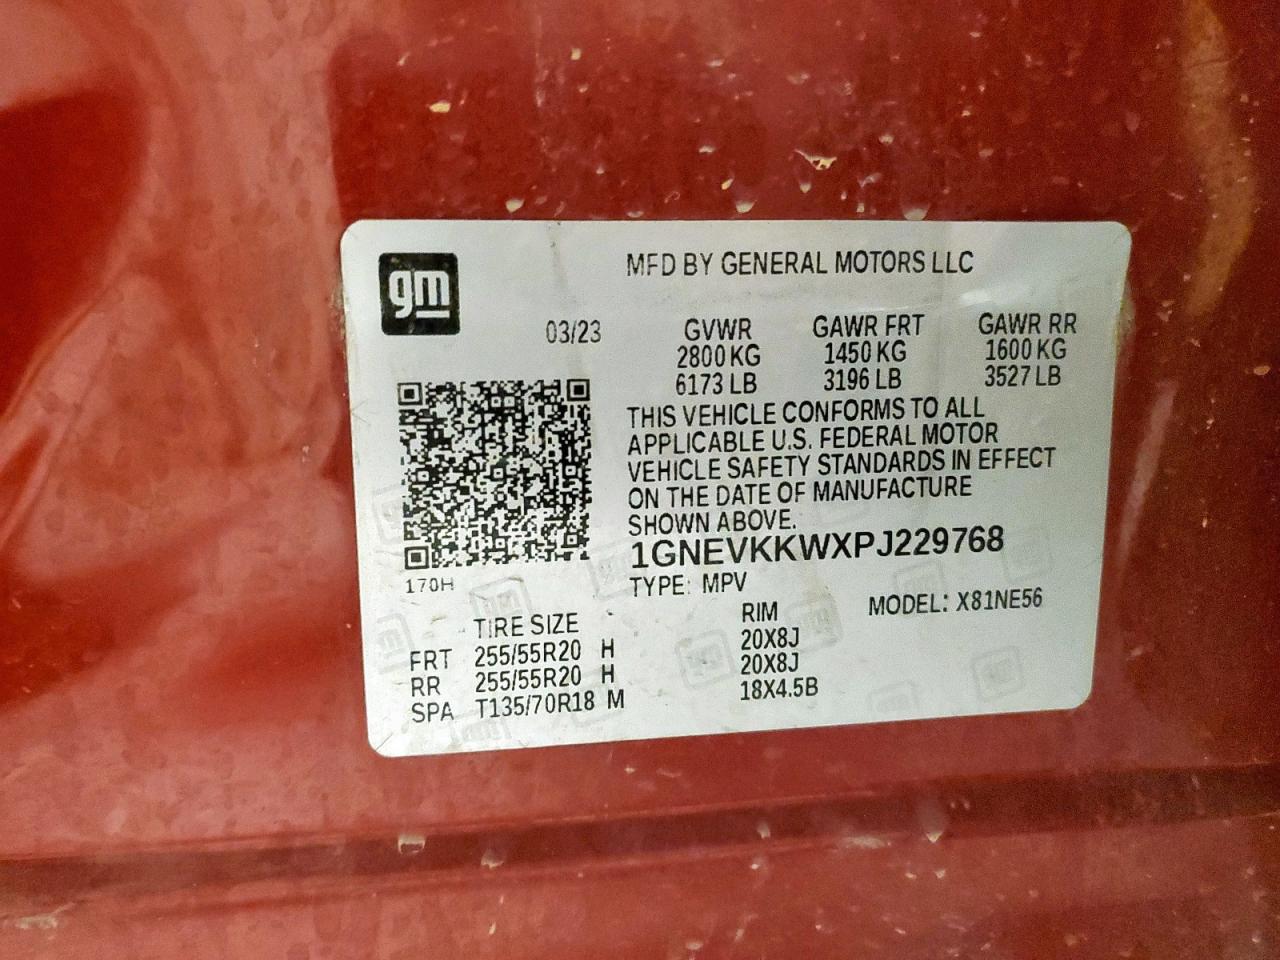 gm
MFD BY GENERAL MOTORS LLC
03/23 GVWR GAWR FRT GAWR RR
2800 KG 1450 KG 1600 KG
6173 LB 3196 LB 3527 LB
THIS VEHICLE CONFORMS TO ALL
APPLICABLE U.S. FEDERAL MOTOR
VEHICLE SAFETY STANDARDS IN EFFECT
ON THE DATE OF MANUFACTURE
SHOWN ABOVE.
1GNEVKKWXPJ229768
170H
TYPE: MPV
MODEL: X81NE56
TIRE SIZE RIM
FRT 255/55R20 H 20X8J
RR 255/55R20 H 20X8J
SPA T135/70R18 M 18X4.5B